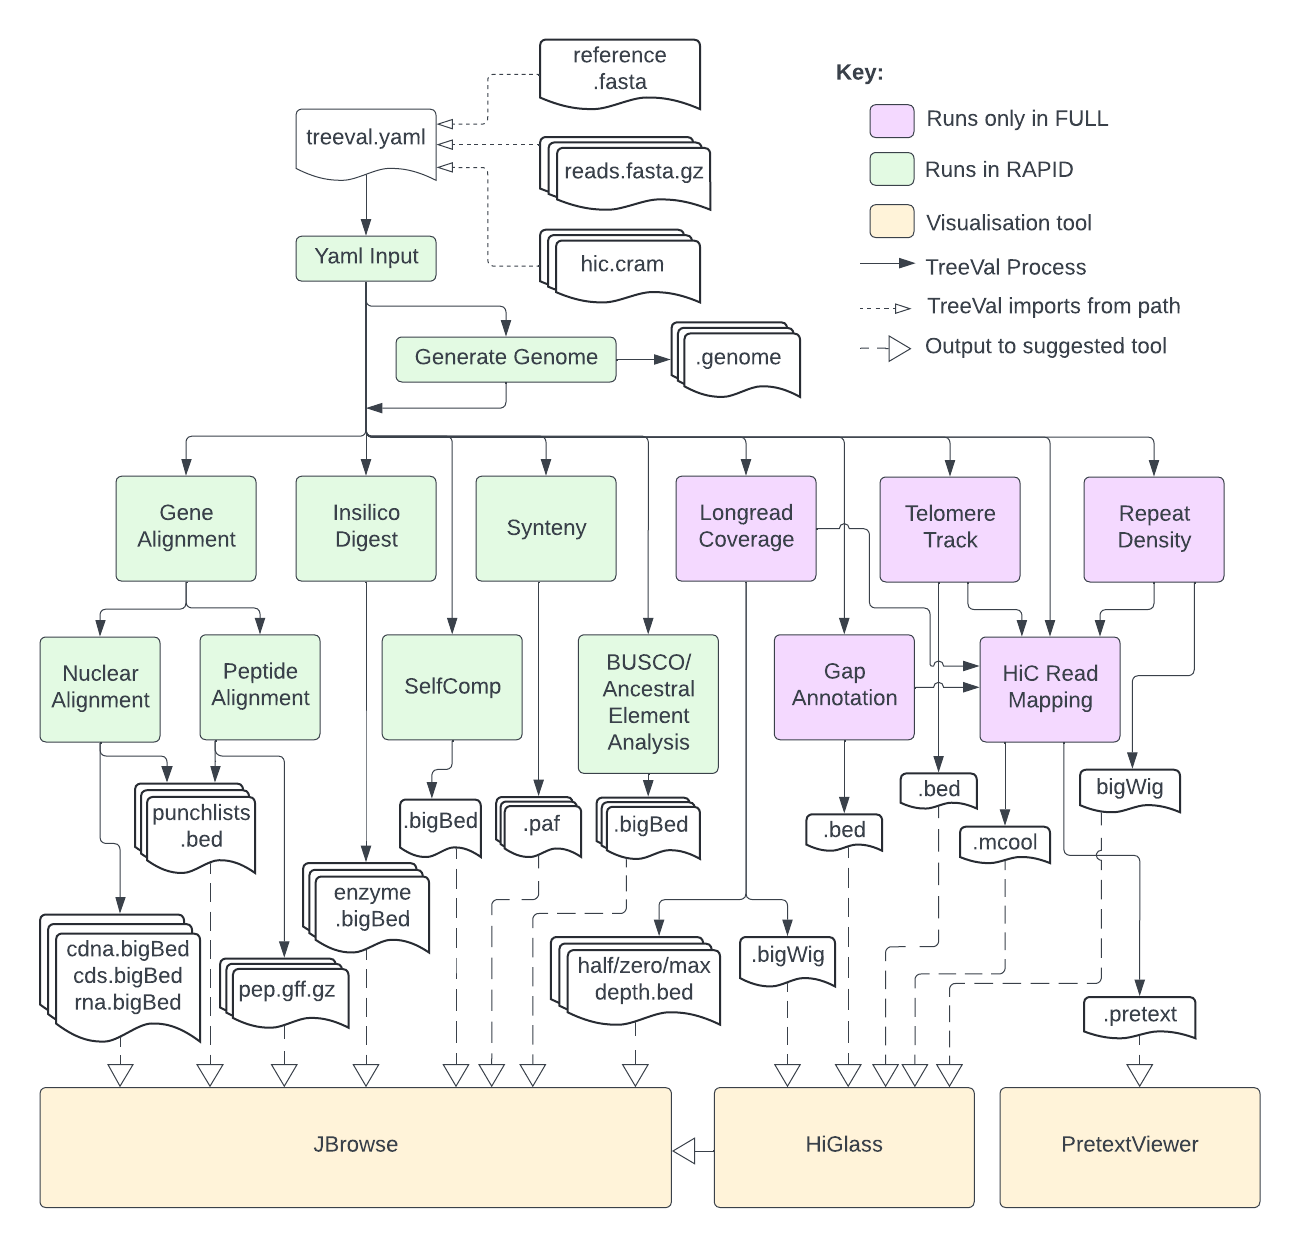 reference
.fasta
Key:
treeval.yaml
Runs only in FULL
reads.fasta.gz
Runs in RAPID
Visualisation tool
Yaml Input
hic.cram
TreeVal Process
TreeVal imports from path
Generate Genome
.genome
Output to suggested tool
Gene
Alignment
Insilico
Digest
Synteny
Longread
Coverage
Telomere
Track
Repeat
Density
Nuclear
Alignment
Peptide
Alignment
SelfComp
BUSCO/
Ancestral
Element
Analysis
Gap
Annotation
HiC Read
Mapping
punchlists
.bed
.bigBed
.paf
.bigBed
.bed
.bed
.mcool
bigWig
enzyme
.bigBed
cdna.bigBed
cds.bigBed
rna.bigBed
pep.gff.gz
half/zero/max
depth.bed
.bigWig
.pretext
JBrowse
HiGlass
PretextViewer